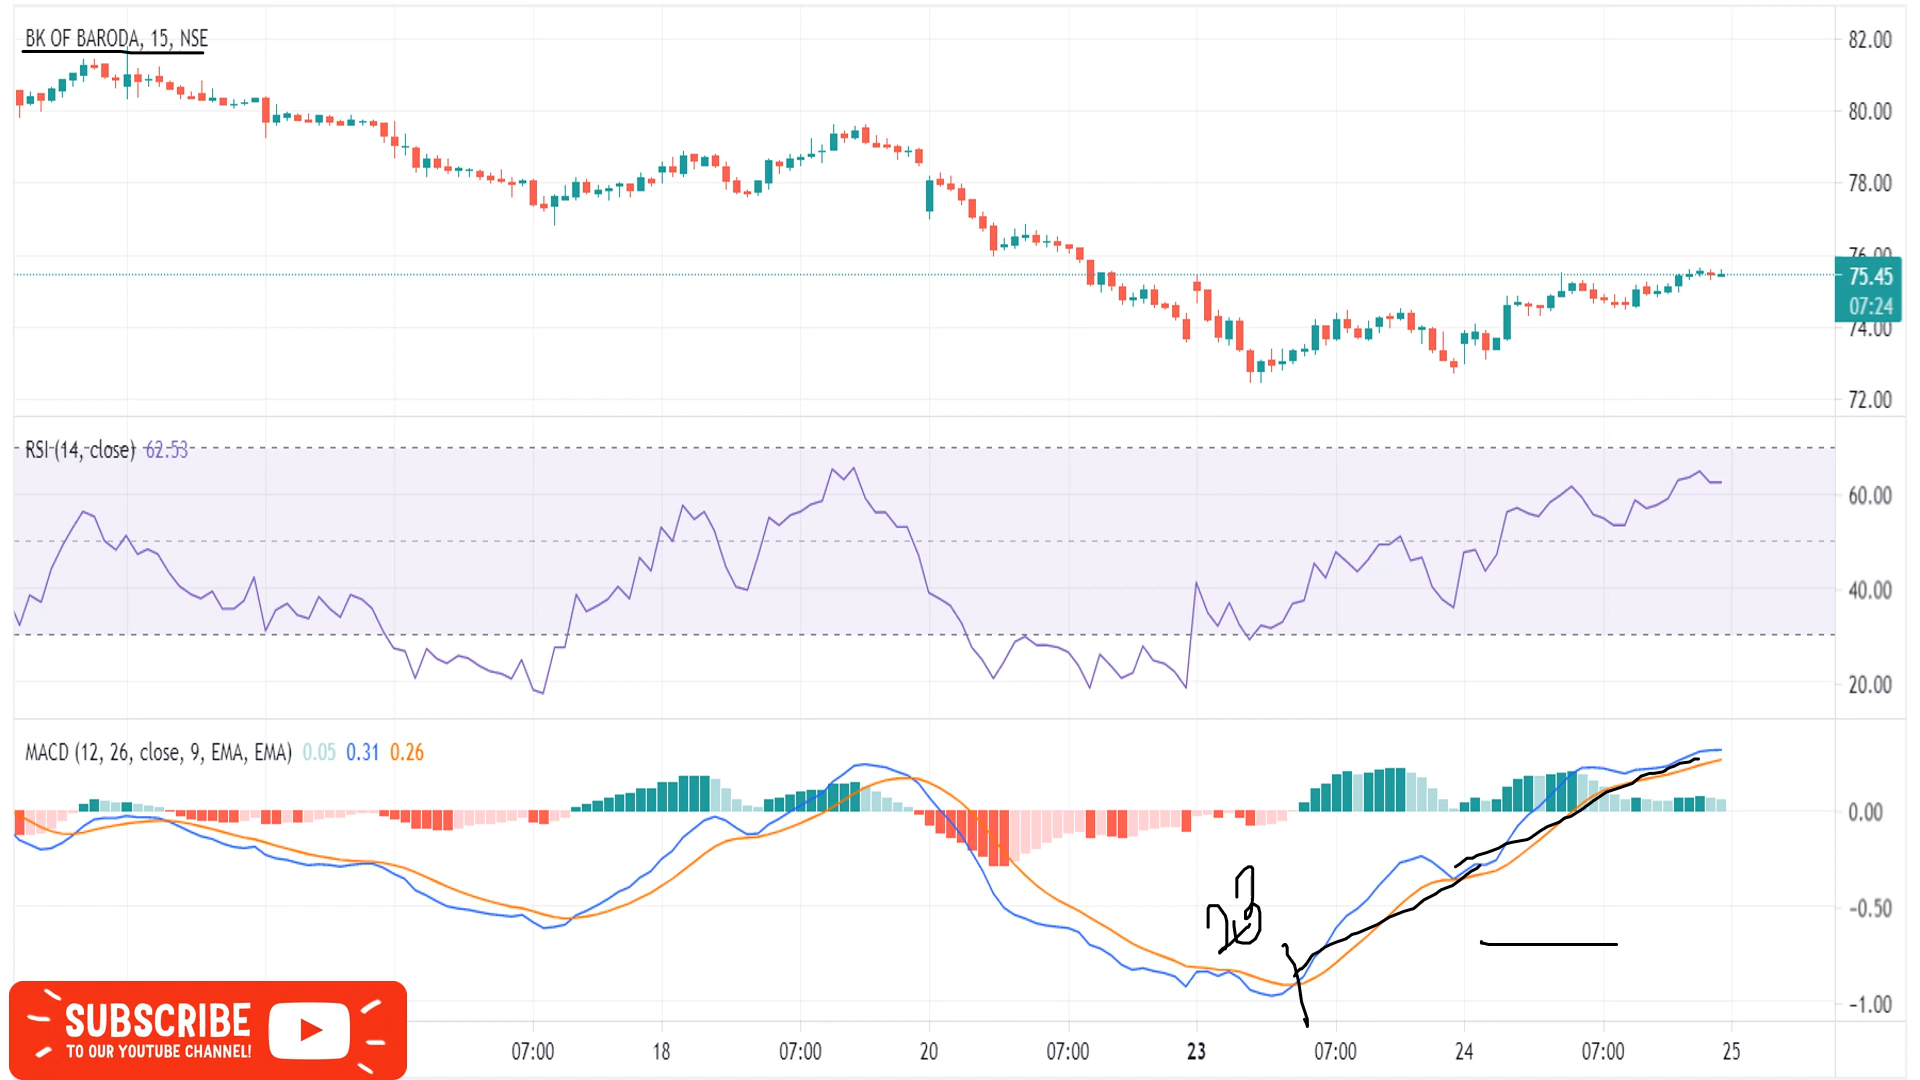 BK OF BARODA, 15, NSE
82.00
80.00
78.00
76.00
75.45
07:24
74.00
72.00
RSI (14, close) 62.53
60.00
40.00
20.00
MACD (12, 26, close, 9, EMA, EMA) 0.05 0.31 0.26
0.00
−0.50
−1.00
07:00 18 07:00 20 07:00 23 07:00 24 07:00 25
SUBSCRIBE
TO OUR YOUTUBE CHANNEL!